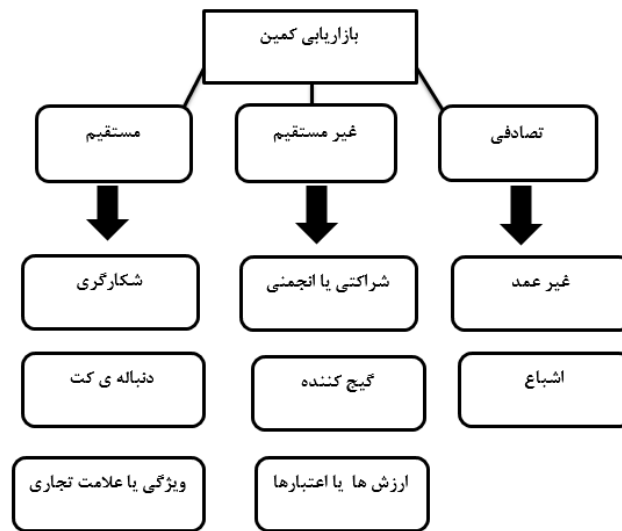 بازاریابی کمین
تصادفی
غیر مستقیم
مستقیم
غیر عمد
شراکتی یا انجمنی
شکارگری
اشباع
گیج کننده
دنباله ی کت
ارزش ها یا اعتبارها
ویژگی یا علامت تجاری